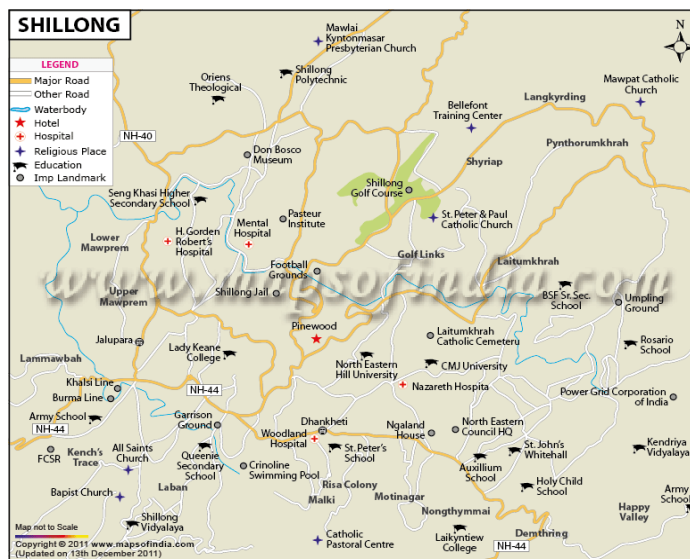 SHILLONG
LEGEND
Major Road
Other Road
Waterbody
Hotel
Hospital
Religious Place
Education
Imp Landmark
N
Mawlai
Kyntonmasar
Presbyterian Church
Shillong
Polytechnic
Oriens
Theological
Mawpat Catholic
Church
Langkyrding
Bellefont
Training Center
NH-40
Pynthorumkhrah
Don Bosco
Museum
Shyriap
Seng Khasi Higher
Secondary School
Shillong
Golf Course
Pasteur
Institute
St. Peter & Paul
Catholic Church
Mental
Hospital
H. Gorden
Robert's
Hospital
Lower
Mawprem
Golf Links
Laitumkhrah
Football
Grounds
www.mapsofindia.com
Upper
Mawprem
Shillong Jail
BSF Sr. Sec.
School
Umpling
Ground
Pinewood
Laitumkhrah
Catholic Cemeteru
Jalupara
Lady Keane
College
Rosario
School
Lammawbah
North Eastern
Hill University
CMJ University
Khalsi Line
Burma Line
NH-44
Nazareth Hospita
Power Grid Corporation
of India
Army School
NH-44
Garrison
Ground
Dhankheti
Ngaland
House
North Eastern
Council HQ
Woodland
Hospital
FCSR
Kench's
Trace
All Saints
Church
Queenie
Secondary
School
St. Peter's
School
St. John's
Whitehall
Kendriya
Vidyalaya
Crinoline
Swimming Pool
Auxillium
School
Laban
Risa Colony
Malki
Motinagar
Holy Child
School
Bapist Church
Nongthymmai
Happy
Valley
Army
School
Shillong
Vidyalaya
Catholic
Pastoral Centre
Laikyntiew
College
Demthring
NH-44
Map not to Scale
Copyright © 2011 www.mapsofindia.com
(Updated on 13th December 2011)